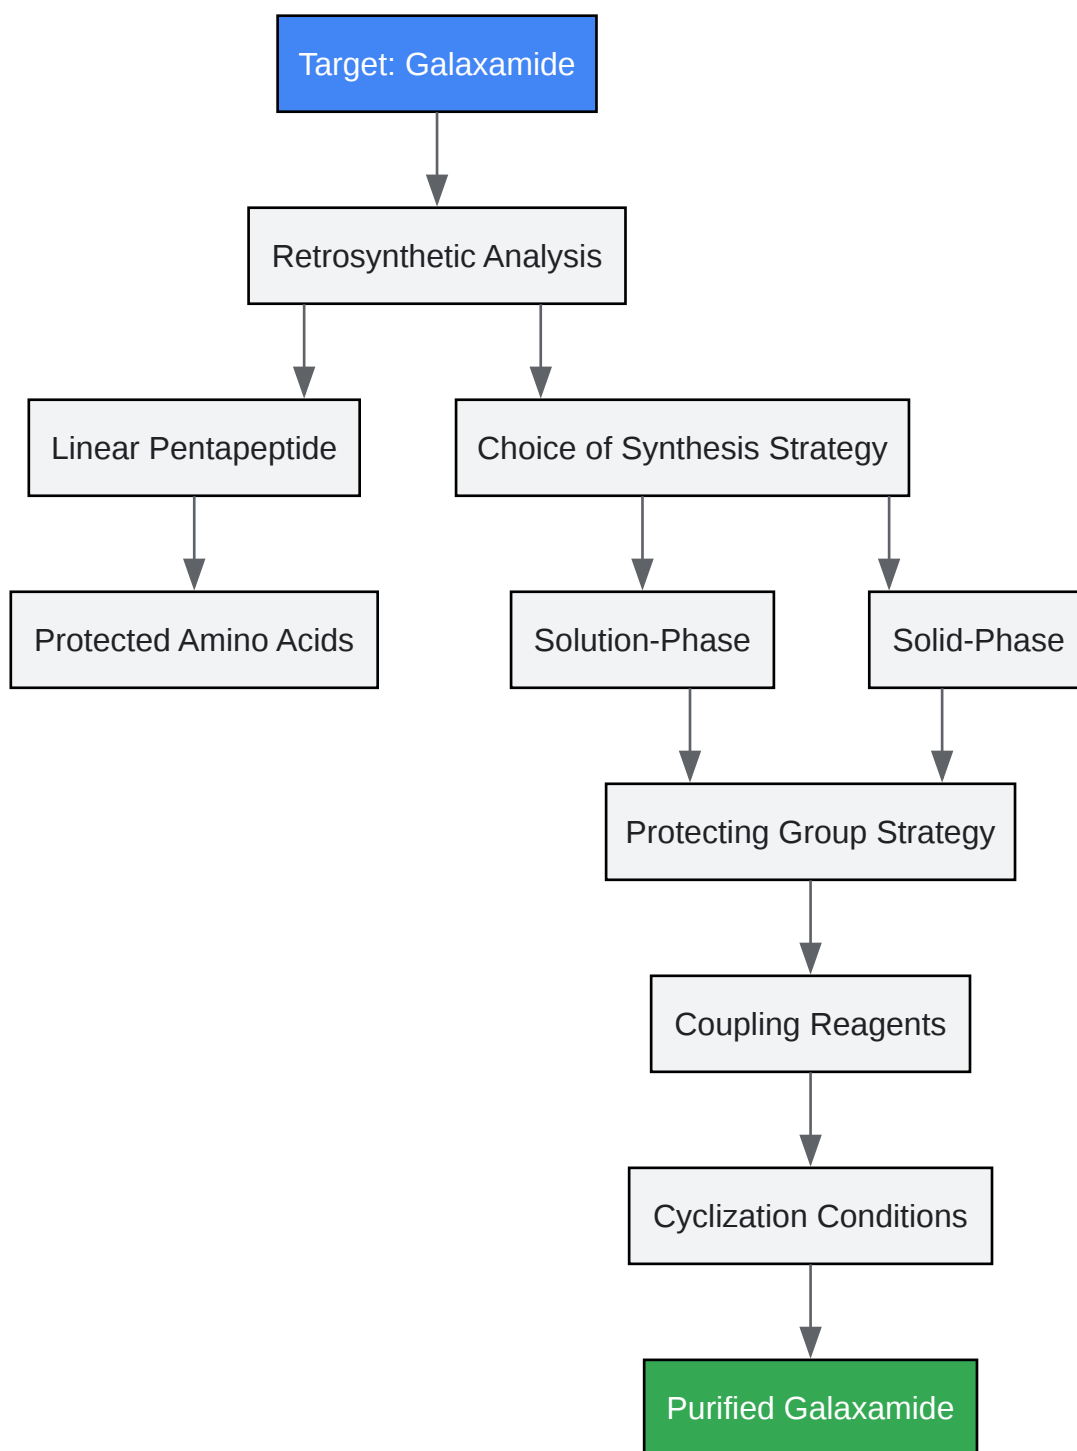 Target: Galaxamide
Retrosynthetic Analysis
Linear Pentapeptide
Choice of Synthesis Strategy
Protected Amino Acids
Solution-Phase
Solid-Phase
Protecting Group Strategy
Coupling Reagents
Cyclization Conditions
Purified Galaxamide